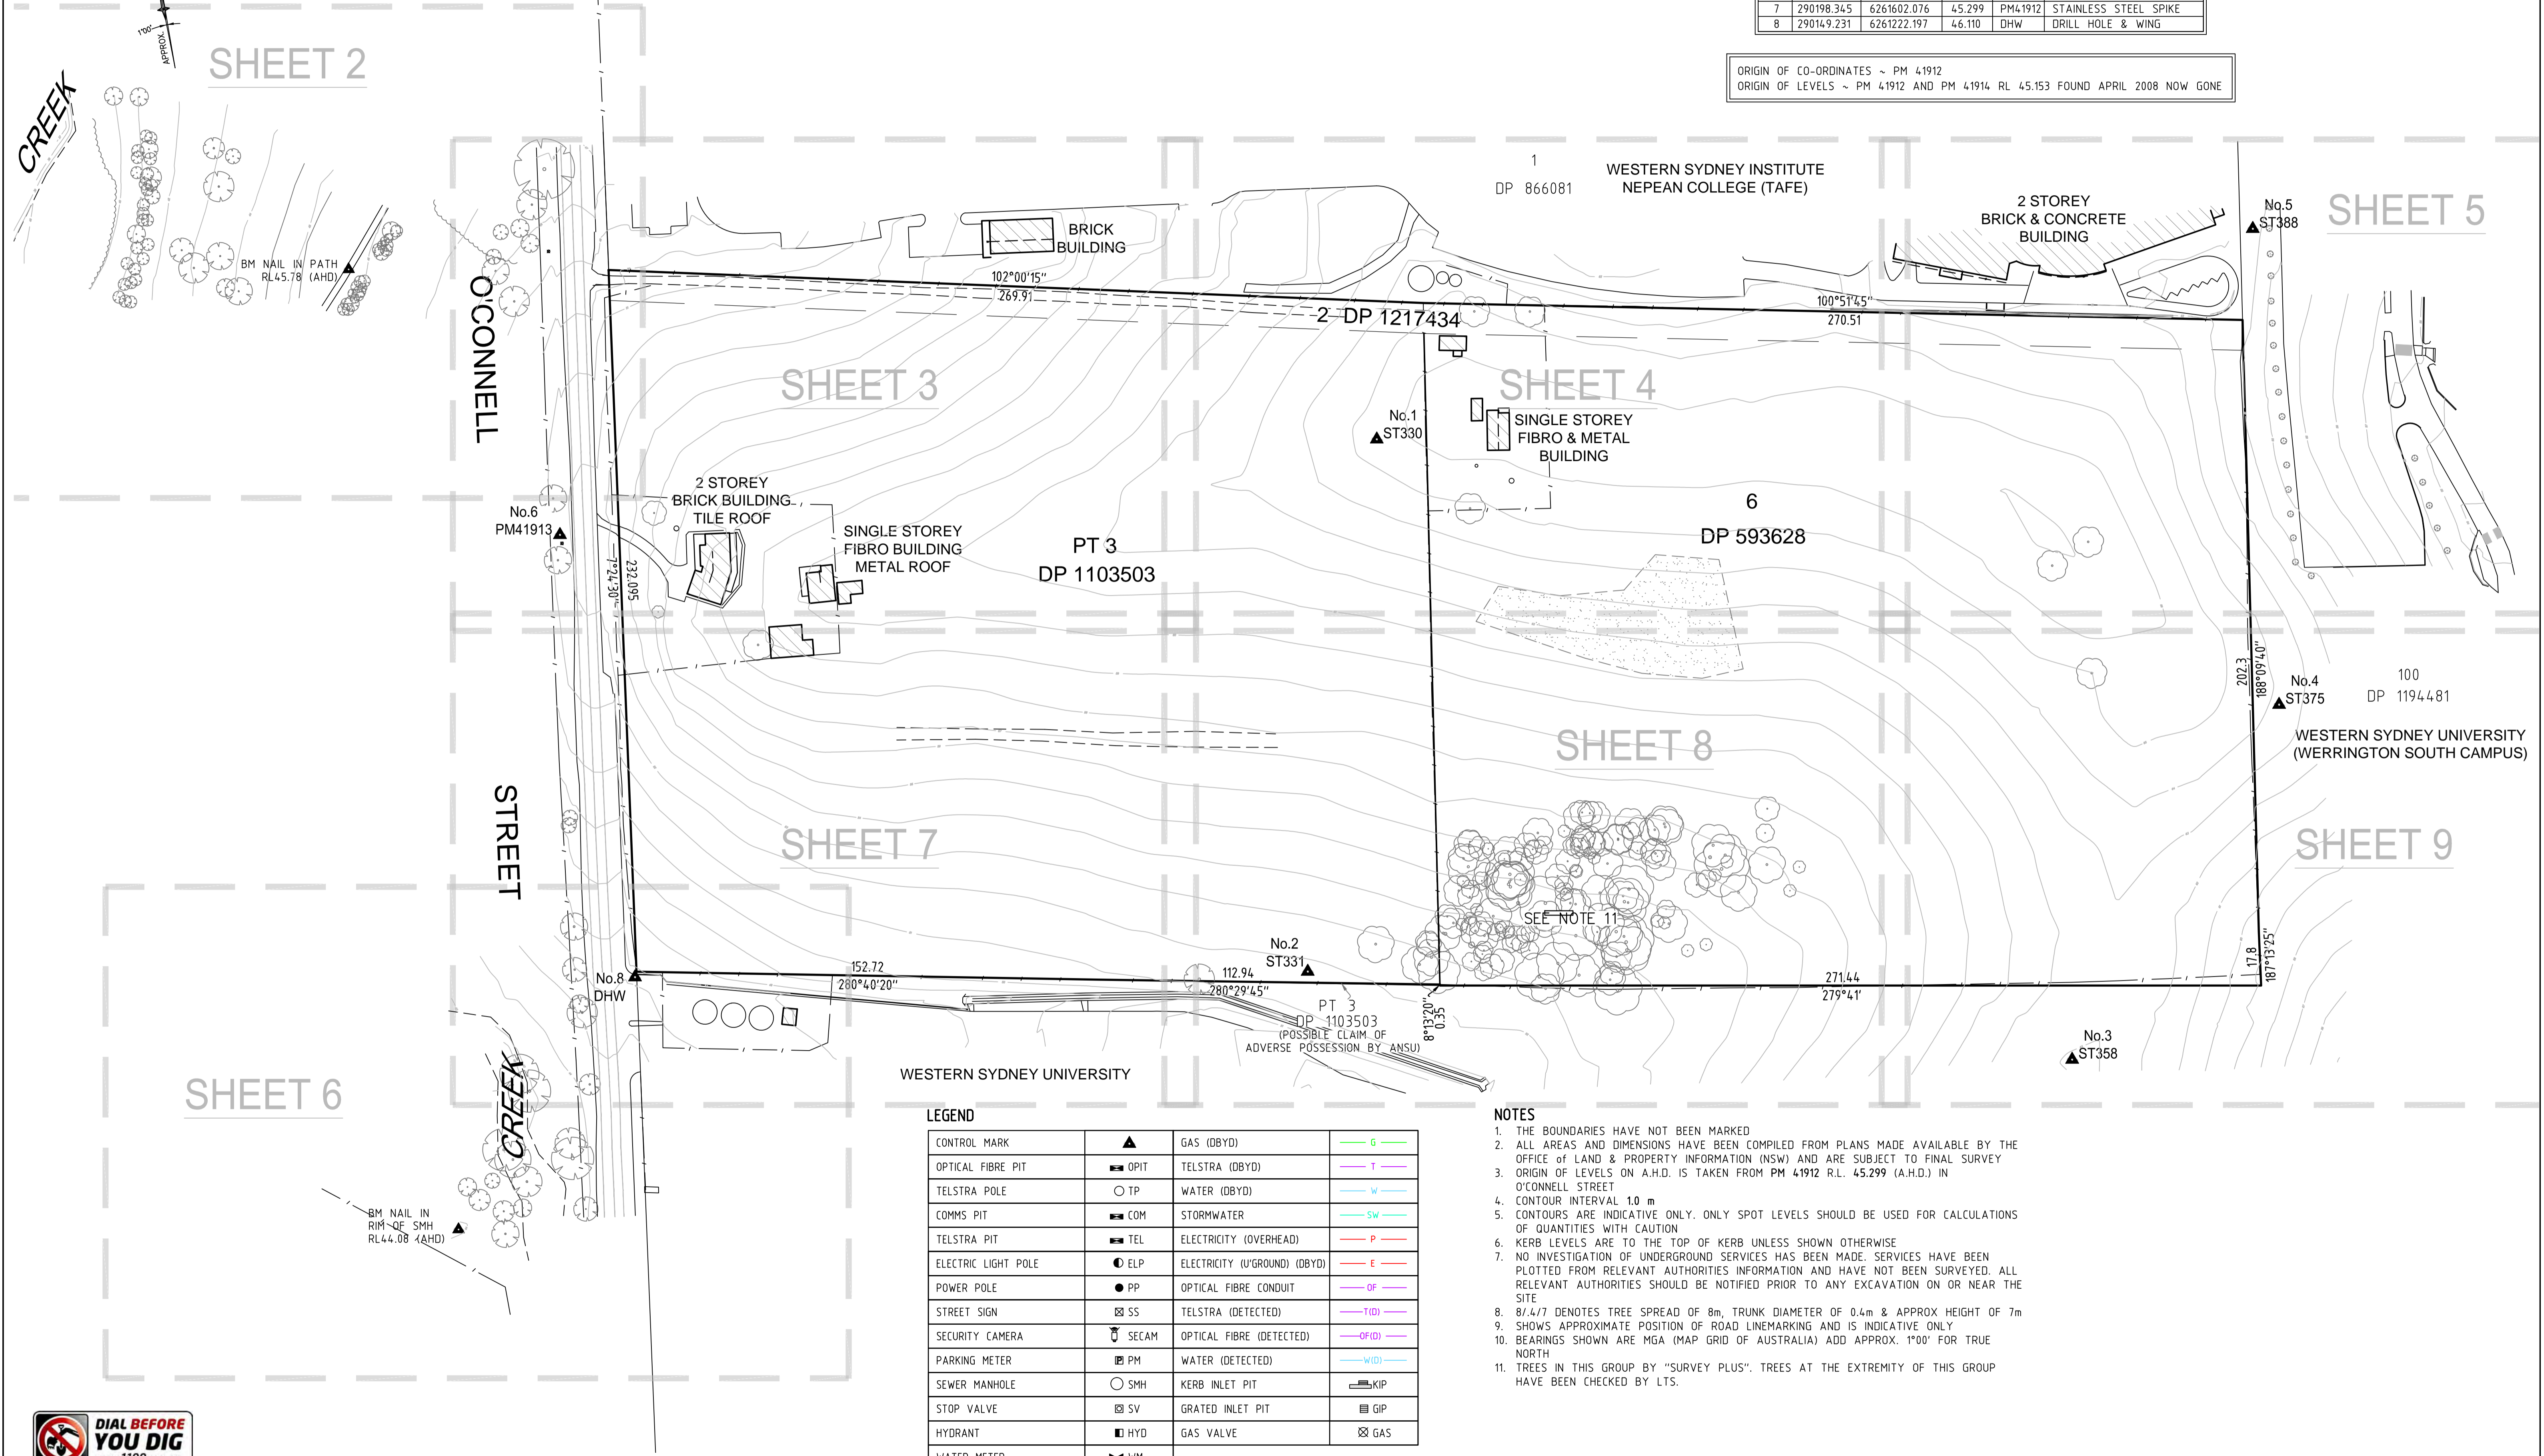 7 290198.345 6261602.076 45.299 PM41912 STAINLESS STEEL SPIKE
8 290149.231 6261222.197 46.110 DHW DRILL HOLE & WING
ORIGIN OF CO-ORDINATES ~ PM 41912
ORIGIN OF LEVELS ~ PM 41912 AND PM 41914 RL 45.153 FOUND APRIL 2008 NOW GONE
1°00'
APPROX.
SHEET 2
CREEK
BM NAIL IN PATH
RL45.78 (AHD)
O'CONNELL
1
DP 866081
WESTERN SYDNEY INSTITUTE
NEPEAN COLLEGE (TAFE)
BRICK
BUILDING
2 STOREY
BRICK & CONCRETE
BUILDING
No.5
ST388
SHEET 5
102°00'15"
269.91
2 DP 1217434
100°51'45"
270.51
SHEET 3
SHEET 4
No.1
ST330
SINGLE STOREY
FIBRO & METAL
BUILDING
2 STOREY
BRICK BUILDING
TILE ROOF
No.6
PM41913
SINGLE STOREY
FIBRO BUILDING
METAL ROOF
PT 3
DP 1103503
6
DP 593628
7°24'30"
232.095
202.3
188°09'40"
No.4
ST375
100
DP 1194481
WESTERN SYDNEY UNIVERSITY
(WERRINGTON SOUTH CAMPUS)
SHEET 8
STREET
SHEET 7
SHEET 9
SEE NOTE 11
No.8
DHW
152.72
280°40'20"
112.94
280°29'45"
No.2
ST331
271.44
279°41'
17.8
187°13'25"
8°13'20"
0.35
PT 3
DP 1103503
(POSSIBLE CLAIM OF
ADVERSE POSSESSION BY ANSU)
No.3
ST358
WESTERN SYDNEY UNIVERSITY
SHEET 6
CREEK
BM NAIL IN
RIM OF SMH
RL44.08 (AHD)
LEGEND
CONTROL MARK GAS (DBYD) G
OPTICAL FIBRE PIT OPIT TELSTRA (DBYD) T
TELSTRA POLE TP WATER (DBYD) W
COMMS PIT COM STORMWATER SW
TELSTRA PIT TEL ELECTRICITY (OVERHEAD) P
ELECTRIC LIGHT POLE ELP ELECTRICITY (U'GROUND) (DBYD) E
POWER POLE PP OPTICAL FIBRE CONDUIT OF
STREET SIGN SS TELSTRA (DETECTED) T(D)
SECURITY CAMERA SECAM OPTICAL FIBRE (DETECTED) OF(D)
PARKING METER P PM WATER (DETECTED) W(D)
SEWER MANHOLE SMH KERB INLET PIT KIP
STOP VALVE SV GRATED INLET PIT GIP
HYDRANT HYD GAS VALVE GAS
WATER METER WM
NOTES
1. THE BOUNDARIES HAVE NOT BEEN MARKED
2. ALL AREAS AND DIMENSIONS HAVE BEEN COMPILED FROM PLANS MADE AVAILABLE BY THE
OFFICE of LAND & PROPERTY INFORMATION (NSW) AND ARE SUBJECT TO FINAL SURVEY
3. ORIGIN OF LEVELS ON A.H.D. IS TAKEN FROM PM 41912 R.L. 45.299 (A.H.D.) IN
O'CONNELL STREET
4. CONTOUR INTERVAL 1.0 m
5. CONTOURS ARE INDICATIVE ONLY. ONLY SPOT LEVELS SHOULD BE USED FOR CALCULATIONS
OF QUANTITIES WITH CAUTION
6. KERB LEVELS ARE TO THE TOP OF KERB UNLESS SHOWN OTHERWISE
7. NO INVESTIGATION OF UNDERGROUND SERVICES HAS BEEN MADE. SERVICES HAVE BEEN
PLOTTED FROM RELEVANT AUTHORITIES INFORMATION AND HAVE NOT BEEN SURVEYED. ALL
RELEVANT AUTHORITIES SHOULD BE NOTIFIED PRIOR TO ANY EXCAVATION ON OR NEAR THE
SITE
8. 8/.4/7 DENOTES TREE SPREAD OF 8m, TRUNK DIAMETER OF 0.4m & APPROX HEIGHT OF 7m
9. SHOWS APPROXIMATE POSITION OF ROAD LINEMARKING AND IS INDICATIVE ONLY
10. BEARINGS SHOWN ARE MGA (MAP GRID OF AUSTRALIA) ADD APPROX. 1°00' FOR TRUE
NORTH
11. TREES IN THIS GROUP BY "SURVEY PLUS". TREES AT THE EXTREMITY OF THIS GROUP
HAVE BEEN CHECKED BY LTS.
DIAL BEFORE
YOU DIG